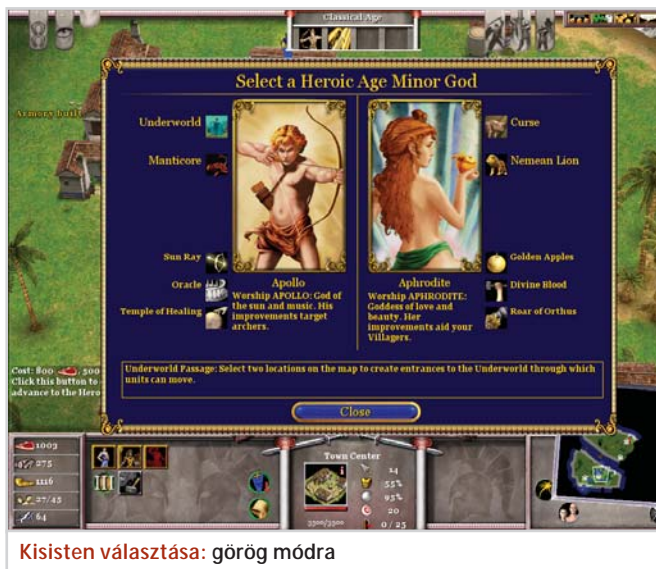 Classical Age
Select a Heroic Age Minor God
Armory built
Underworld
Manticore
Sun Ray
Oracle
Temple of Healing
Apollo
Worship APOLLO: God of
the sun and music. His
improvements target
archers.
Curse
Nemean Lion
Golden Apples
Divine Blood
Roar of Orthus
Aphrodite
Worship APHRODITE:
Goddess of love and
beauty. Her
improvements aid your
Villagers.
Cost: 800 300
Click this button to
advance to the Hero
Underworld Passage: Select two locations on the map to create entrances to the Underworld through which
units can move.
Close
1003
275
1116
27/45
64
Town Center
14
55%
95%
20
0/25
Kisisten választása: görög módra